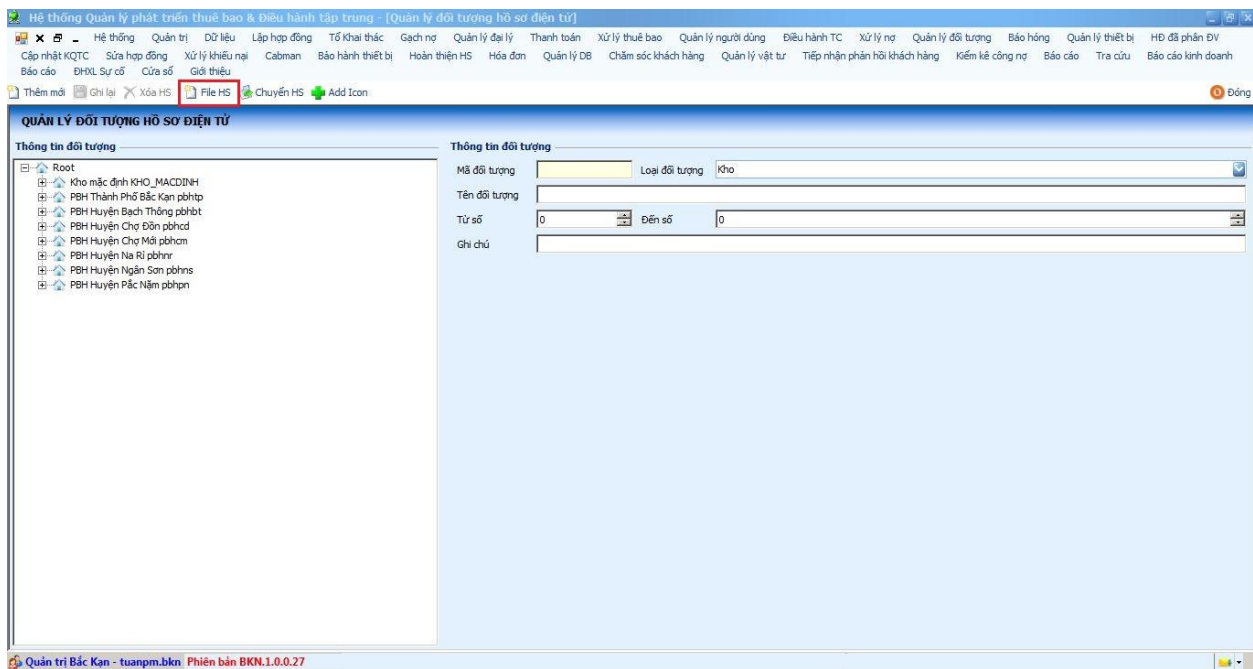 Hệ thống Quản lý phát triển thuê bao & Điều hành tập trung - [Quản lý đối tượng hồ sơ điện tử]
Hệ thống Quản trị Dữ liệu Lập hợp đồng Tổ Khai thác Gạch nợ Quản lý đại lý Thanh toán Xử lý thuê bao Quản lý người dùng Điều hành TC Xử lý nợ Quản lý đối tượng Báo hỏng Quản lý thiết bị HĐ đã phân ĐV
Cập nhật KQTC Sửa hợp đồng Xử lý khiếu nại Cabman Bảo hành thiết bị Hoàn thiện HS Hóa đơn Quản lý DB Chăm sóc khách hàng Quản lý vật tư Tiếp nhận phản hồi khách hàng Kiểm kê công nợ Báo cáo Tra cứu Báo cáo kinh doanh
Báo cáo ĐHXL Sự cố Cửa sổ Giới thiệu
Thêm mới Ghi lại Xóa HS File HS Chuyển HS Add Icon Đóng
QUẢN LÝ ĐỐI TƯỢNG HỒ SƠ ĐIỆN TỬ
Thông tin đối tượng
Root
Kho mặc định KHO_MACDINH
PBH Thành Phố Bắc Kạn pbhtp
PBH Huyện Bạch Thông pbhbt
PBH Huyện Chợ Đồn pbhcd
PBH Huyện Chợ Mới pbhcm
PBH Huyện Na Rì pbhnr
PBH Huyện Ngân Sơn pbhns
PBH Huyện Pắc Nặm pbhpn
Thông tin đối tượng
Mã đối tượng Loại đối tượng Kho
Tên đối tượng
Từ số 0 Đến số 0
Ghi chú
Quản trị Bắc Kạn - tuanpm.bkn Phiên bản BKN.1.0.0.27